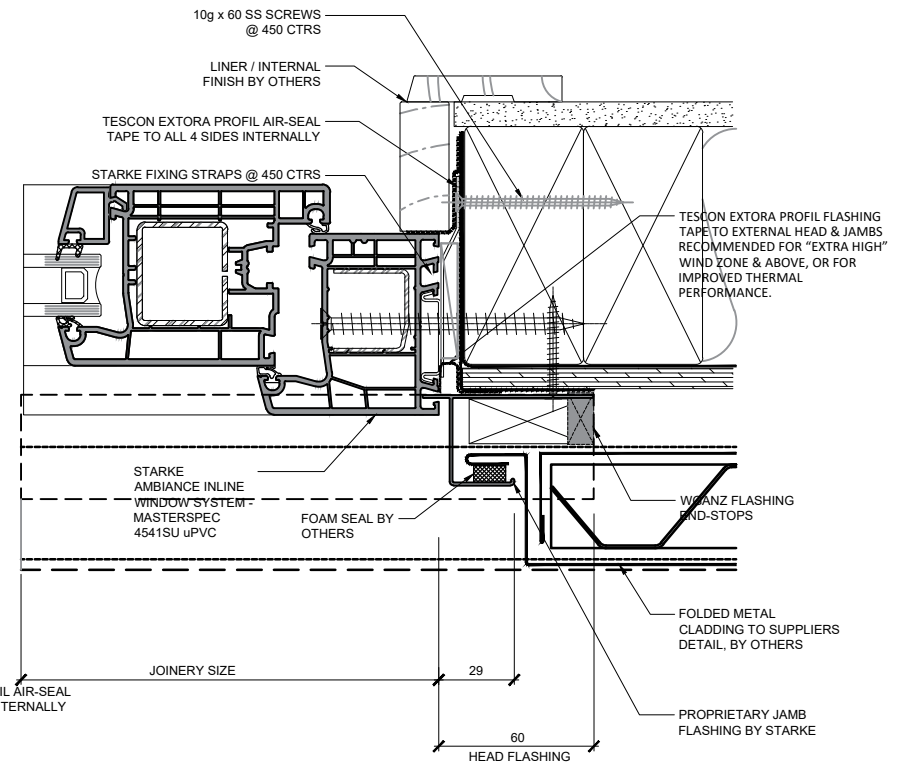 10g x 60 SS SCREWS
@ 450 CTRS
LINER / INTERNAL
FINISH BY OTHERS
TESCON EXTORA PROFIL AIR-SEAL
TAPE TO ALL 4 SIDES INTERNALLY
STARKE FIXING STRAPS @ 450 CTRS
TESCON EXTORA PROFIL FLASHING
TAPE TO EXTERNAL HEAD & JAMBS
RECOMMENDED FOR “EXTRA HIGH”
WIND ZONE & ABOVE, OR FOR
IMPROVED THERMAL
PERFORMANCE.
STARKE
AMBIANCE INLINE
WINDOW SYSTEM -
MASTERSPEC
4541SU uPVC
FOAM SEAL BY
OTHERS
WGANZ FLASHING
END-STOPS
FOLDED METAL
CLADDING TO SUPPLIERS
DETAIL, BY OTHERS
JOINERY SIZE
29
IL AIR-SEAL
TERNALLY
PROPRIETARY JAMB
FLASHING BY STARKE
60
HEAD FLASHING